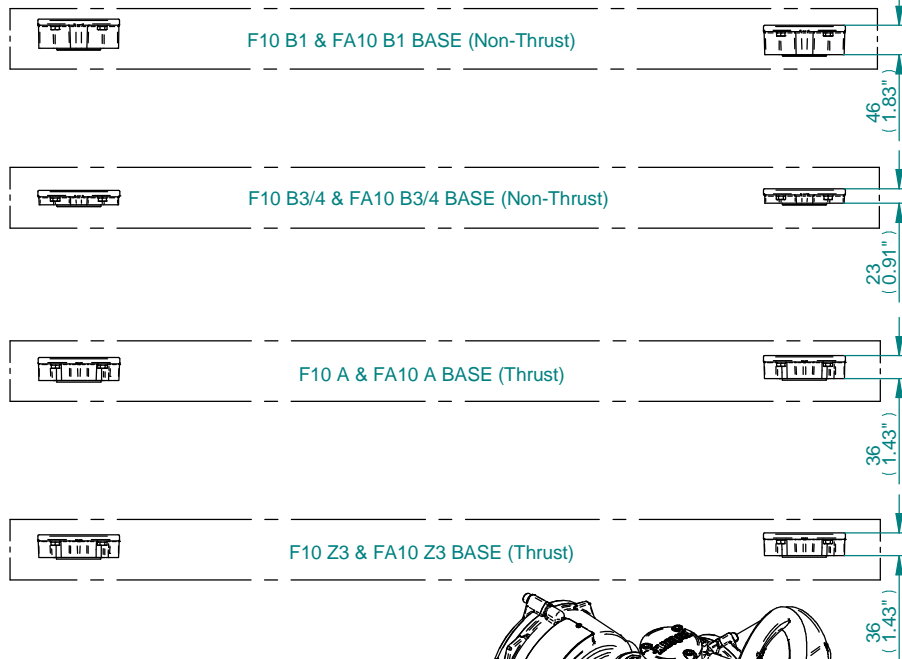 F10 B1 & FA10 B1 BASE (Non-Thrust)
46
( 1.83" )
F10 B3/4 & FA10 B3/4 BASE (Non-Thrust)
23
( 0.91" )
F10 A & FA10 A BASE (Thrust)
36
( 1.43" )
F10 Z3 & FA10 Z3 BASE (Thrust)
36
( 1.43" )